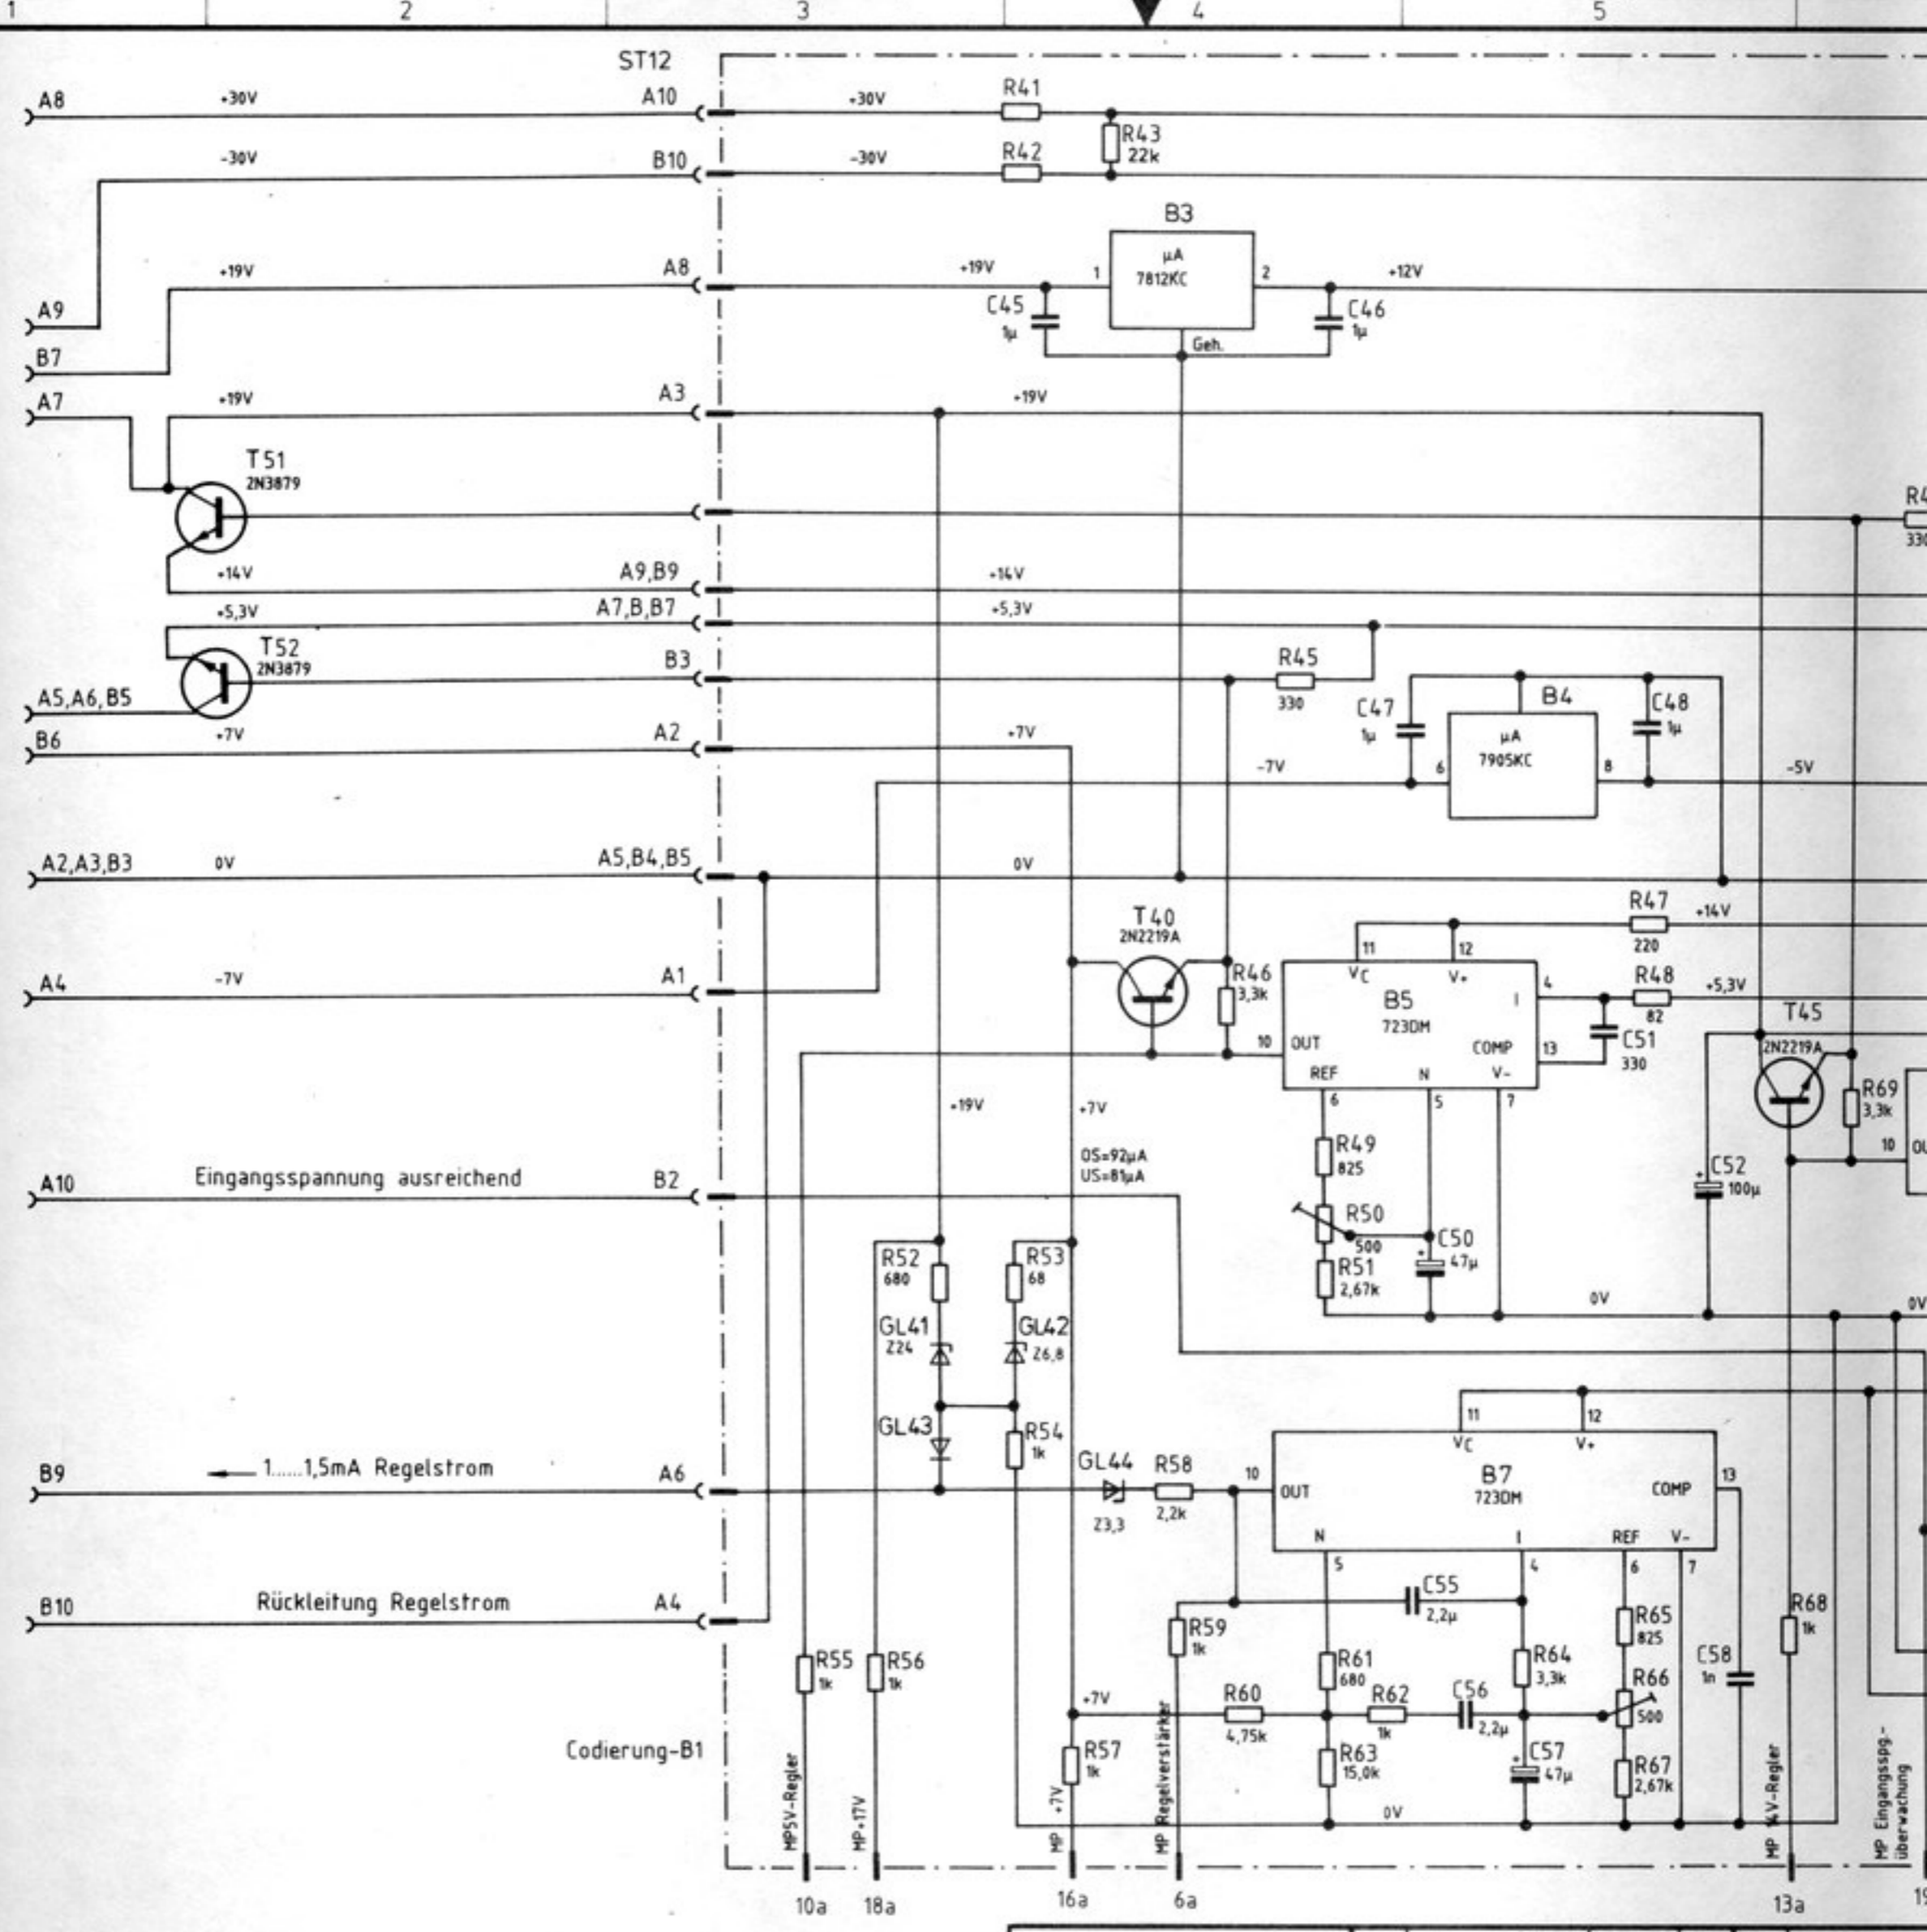 1 2 3 4 5
ST12
A8 +30V A10 +30V R41
R43
22k
-30V B10 -30V R42
B3
µA
7812KC
+19V A8 +19V 1 2 +12V
A9
C45
1µ
C46
1µ
Geh.
B7
A7 +19V A3 +19V
T51
2N3879
330
+14V A9,B9 +14V
+5,3V A7,B,B7 +5,3V
T52
2N3879
B3 R45
330
A5,A6,B5
C47
1µ
B4
C48
1µ
µA
7905KC
B6 +7V A2 +7V
-7V 6 8 -5V
A2,A3,B3 0V A5,B4,B5 0V
R47
220
+14V
T40
2N2219A
11 12
VC V+
A4 -7V A1
R46
3,3k
B5
723DM
4
I
R48
82
+5,3V
T45
2N2219A
10 OUT COMP 13
C51
330
REF N V-
6 5 7
R69
3,3k
10
+19V +7V
OS=92µA
US=81µA
R49
825
A10 Eingangsspannung ausreichend B2
C52
+
100µ
R50
500
C50
+
47µ
R52
680
R53
68
R51
2,67k
0V 0V
GL41
Z24
GL42
Z6,8
GL43
R54
1k
11 12
VC V+
B9 1......1,5mA Regelstrom A6
GL44
Z3,3
R58
2,2k
10 OUT
B7
723DM
COMP 13
N I REF V-
5 4 6 7
B10 Rückleitung Regelstrom A4
C55
2,2µ
R59
1k
R65
825
R68
1k
R55
1k
R56
1k
R61
680
R64
3,3k
C58
1n
R66
500
+7V
R60
4,75k
R62
1k
C56
2,2µ
Codierung-B1
R57
1k
R63
15,0k
C57
+
47µ
R67
2,67k
0V
MP5V-Regler
MP+17V
MP +7V
MP Regelverstärker
MP 14V-Regler
MP Eingangsspg.-
überwachung
10a 18a 16a 6a 13a